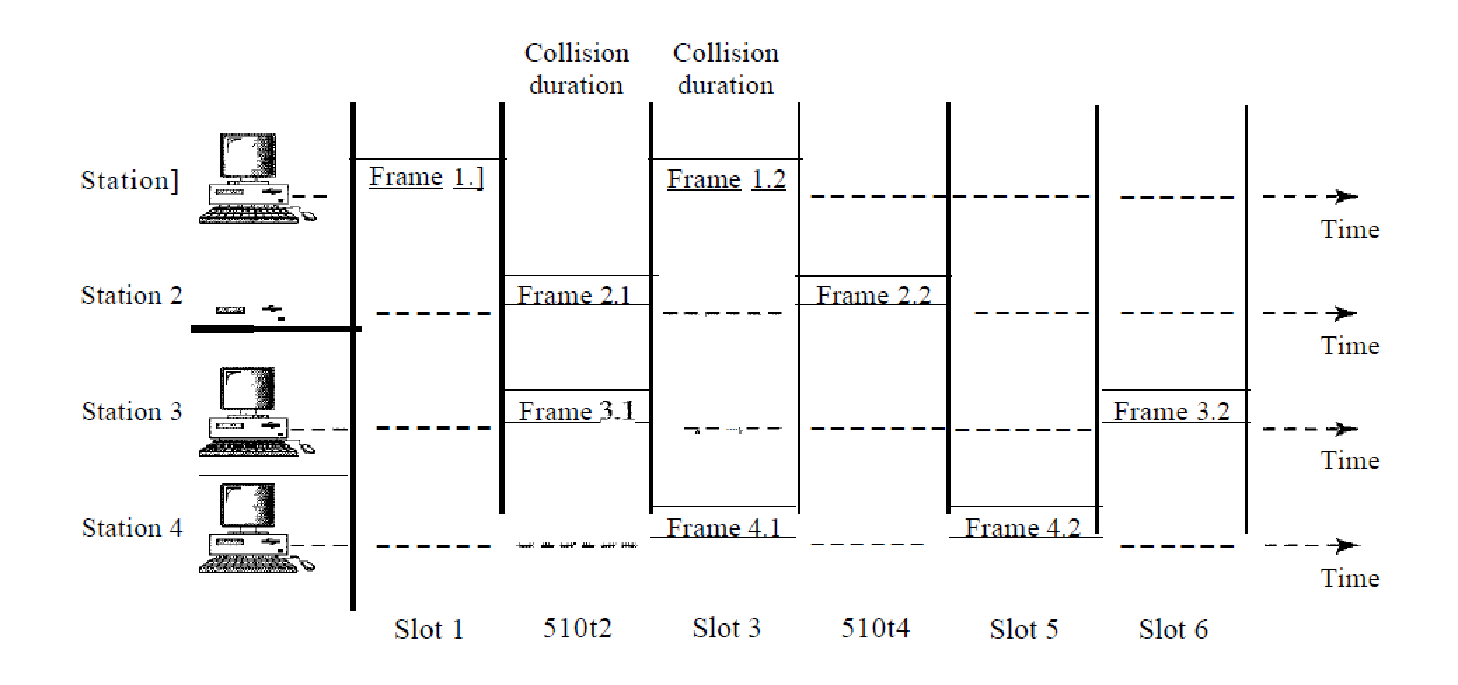 Collision Collision
duration duration
Station] Frame 1.] Frame 1.2
Time
Station 2 Frame 2.1 Frame 2.2
Time
Station 3 Frame 3.1 Frame 3.2
Time
Station 4 Frame 4.1 Frame 4.2
Time
Slot 1 510t2 Slot 3 510t4 Slot 5 Slot 6